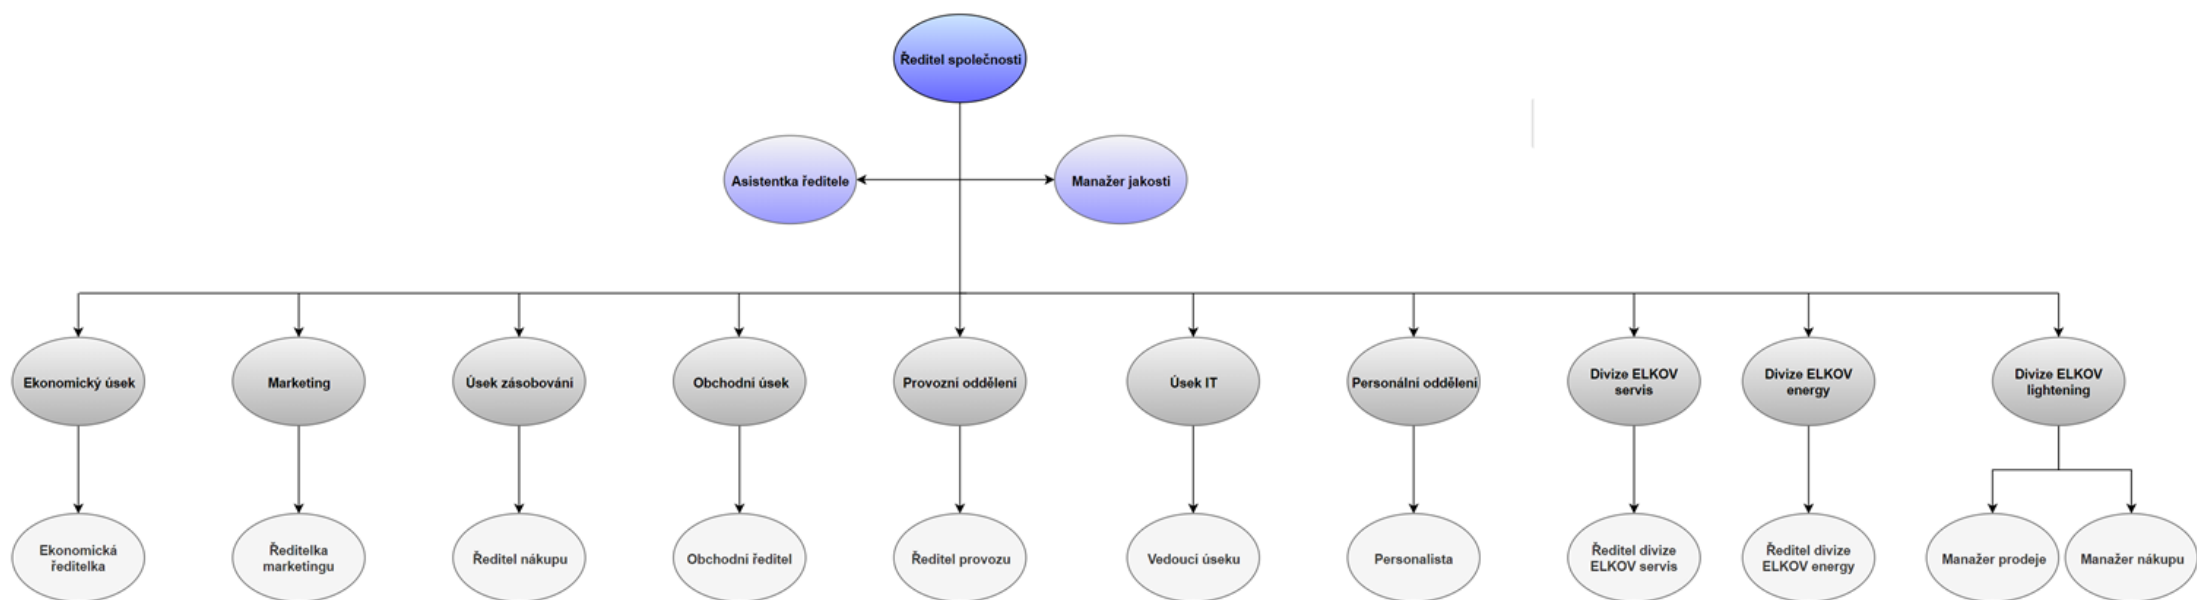 Ředitel společnosti
Asistentka ředitele
Manažer jakosti
Ekonomický úsek
Marketing
Úsek zásobování
Obchodní úsek
Provozní oddělení
Úsek IT
Personální oddělení
Divize ELKOV
servis
Divize ELKOV
energy
Divize ELKOV
lightening
Ekonomická
ředitelka
Ředitelka
marketingu
Ředitel nákupu
Obchodní ředitel
Ředitel provozu
Vedoucí úseku
Personalista
Ředitel divize
ELKOV servis
Ředitel divize
ELKOV energy
Manažer prodeje
Manažer nákupu